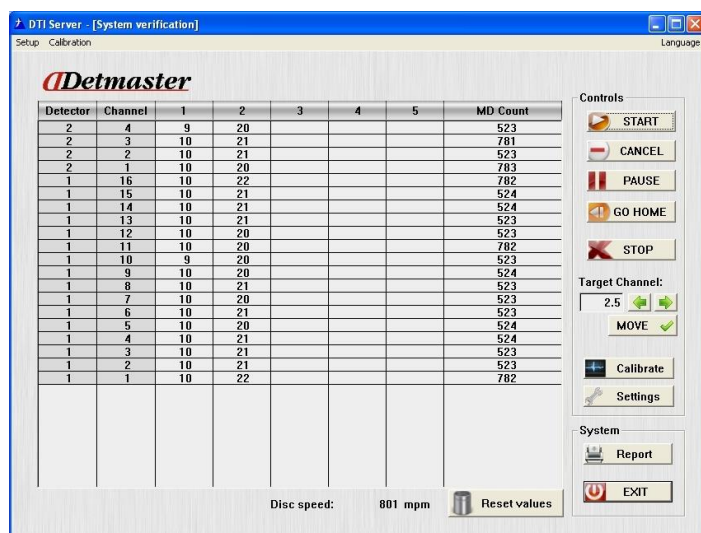 DTI Server - [System verification]
Setup Calibration Language
Detmaster
Detector Channel 1 2 3 4 5 MD Count
2 4 9 20 523
2 3 10 21 781
2 2 10 21 523
2 1 10 20 783
1 16 10 22 782
1 15 10 21 524
1 14 10 21 524
1 13 10 21 523
1 12 10 20 523
1 11 10 20 782
1 10 9 20 523
1 9 10 20 524
1 8 10 21 523
1 7 10 20 523
1 6 10 21 523
1 5 10 20 524
1 4 10 21 524
1 3 10 21 523
1 2 10 21 523
1 1 10 22 782
Disc speed: 801 mpm Reset values
Controls
START
CANCEL
PAUSE
GO HOME
STOP
Target Channel:
2.5
MOVE
Calibrate
Settings
System
Report
EXIT